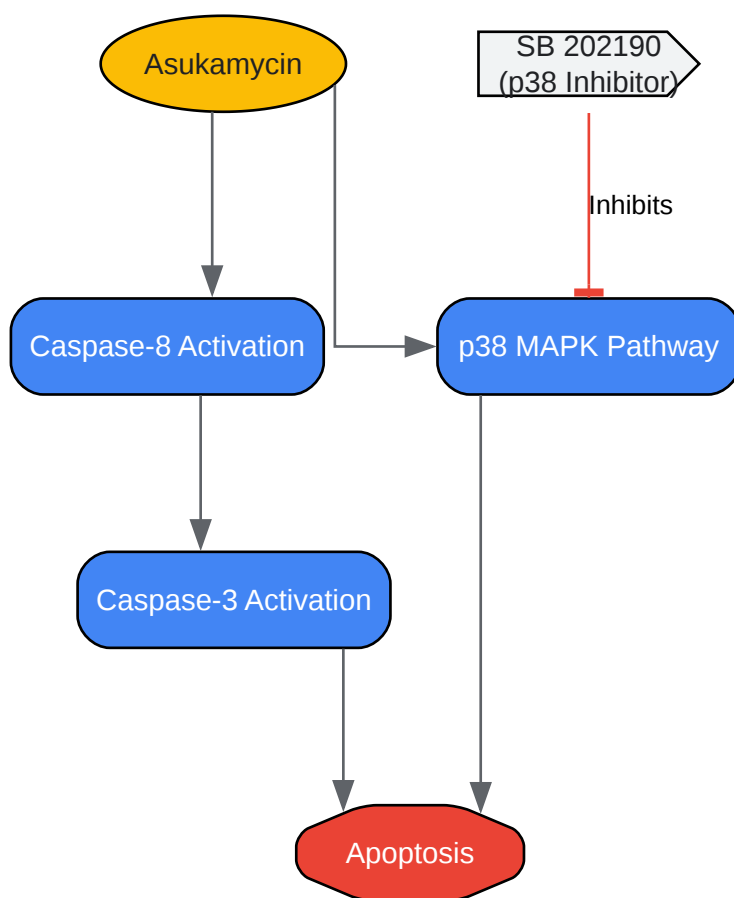 Asukamycin
SB 202190
(p38 Inhibitor)
Inhibits
Caspase-8 Activation
p38 MAPK Pathway
Caspase-3 Activation
Apoptosis